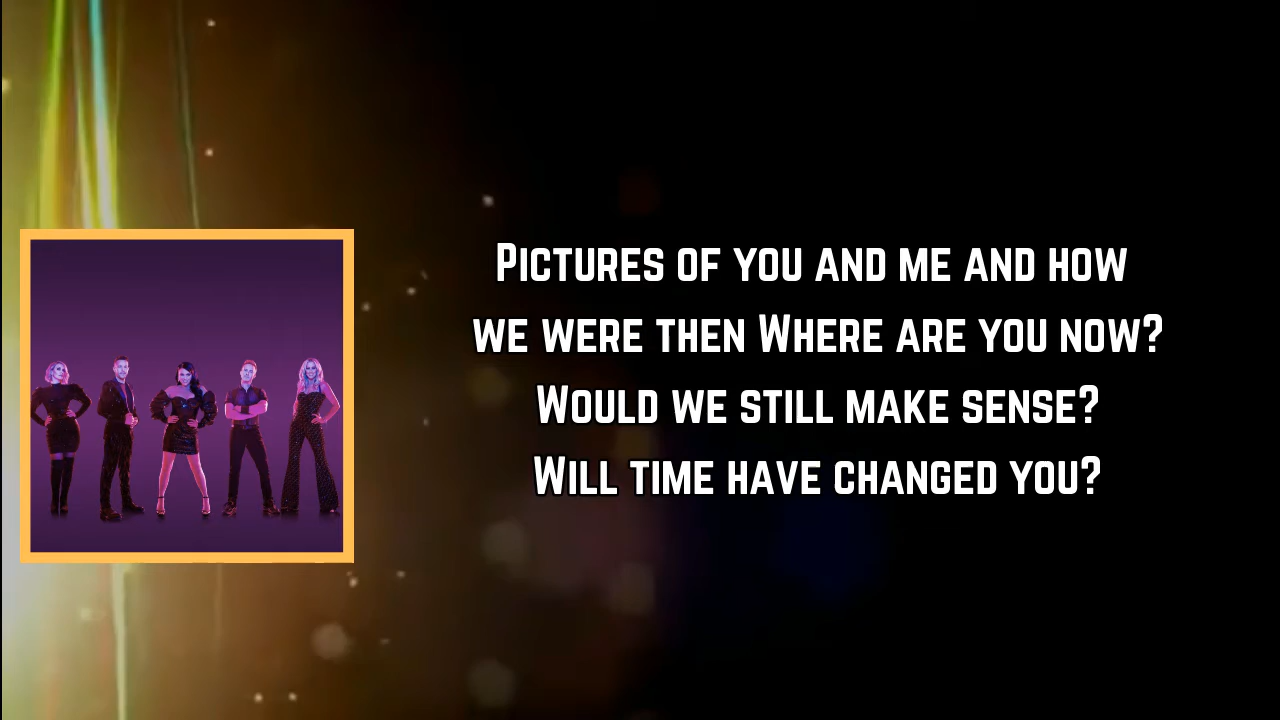 Pictures of you and me and how
we were then Where are you now?
Would we still make sense?
Will time have changed you?